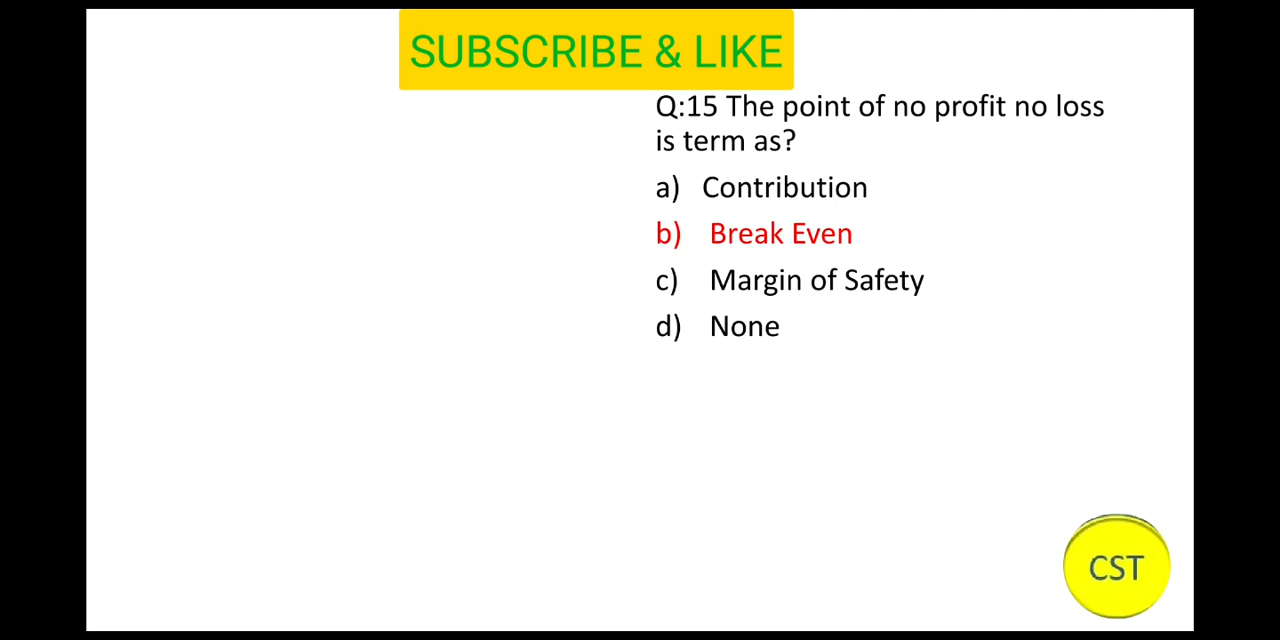 SUBSCRIBE & LIKE
Q:15 The point of no profit no loss
is term as?
a) Contribution
b) Break Even
c) Margin of Safety
d) None
CST